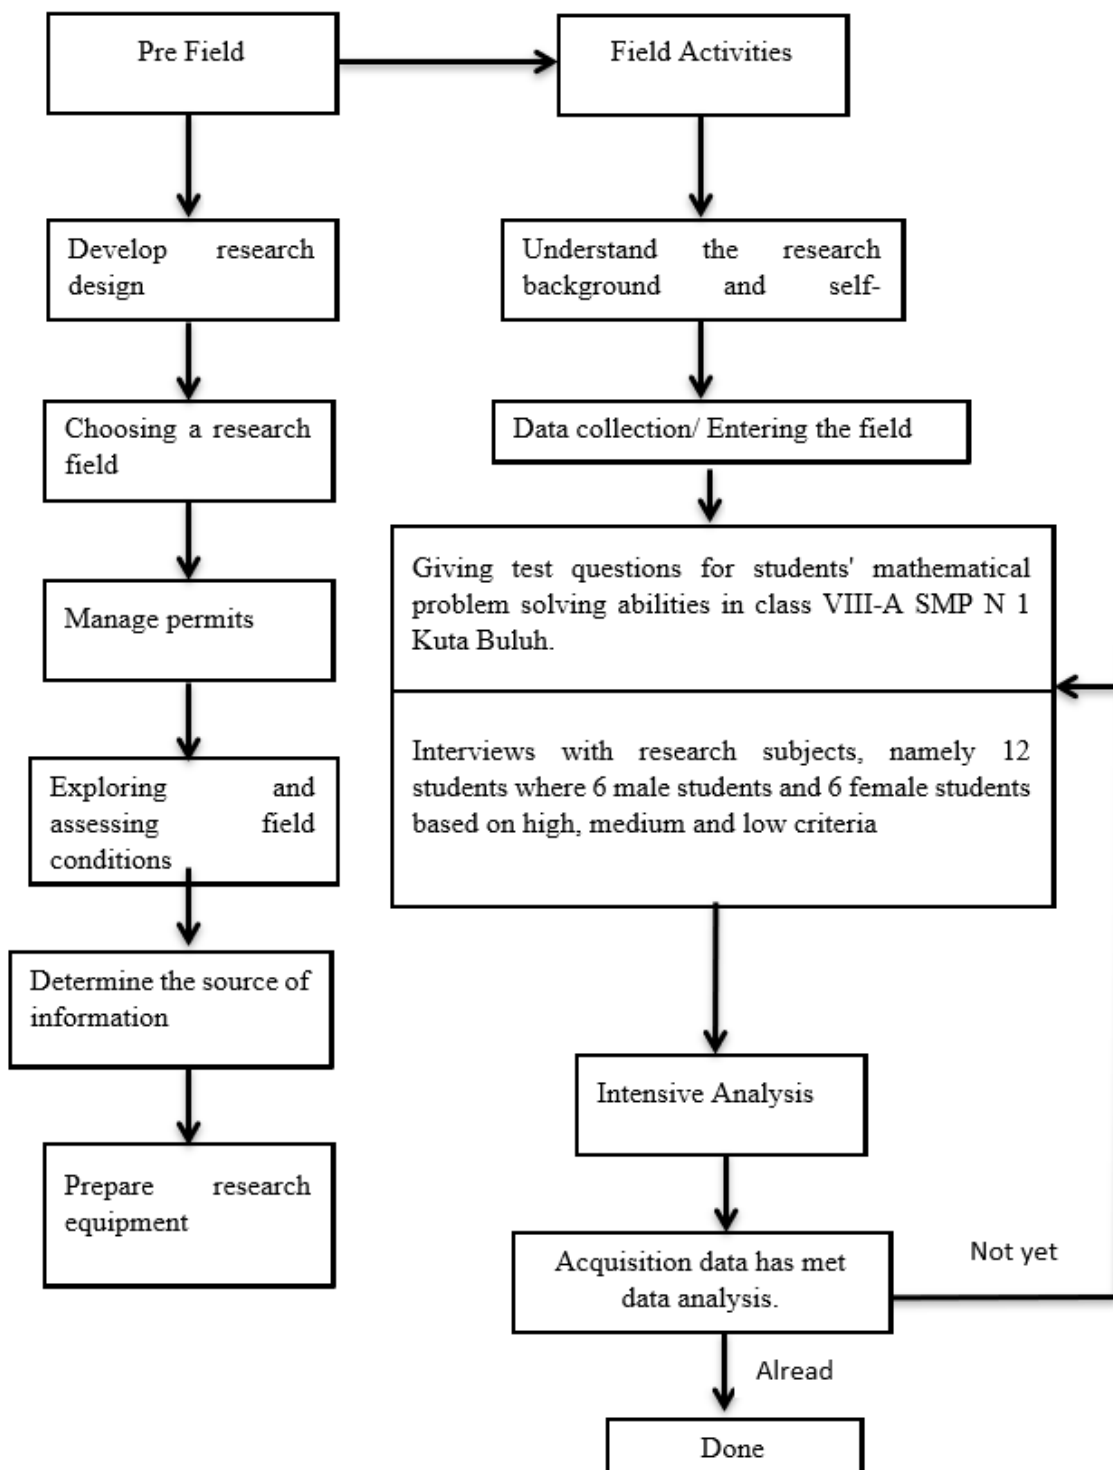 Pre Field
Field Activities
Develop research
design
Understand the research
background and self-
Choosing a research
field
Data collection/ Entering the field
Manage permits
Giving test questions for students' mathematical
problem solving abilities in class VIII-A SMP N 1
Kuta Buluh.
Exploring and
assessing field
conditions
Interviews with research subjects, namely 12
students where 6 male students and 6 female students
based on high, medium and low criteria
Determine the source of
information
Intensive Analysis
Prepare research
equipment
Acquisition data has met
data analysis.
Not yet
Alread
Done